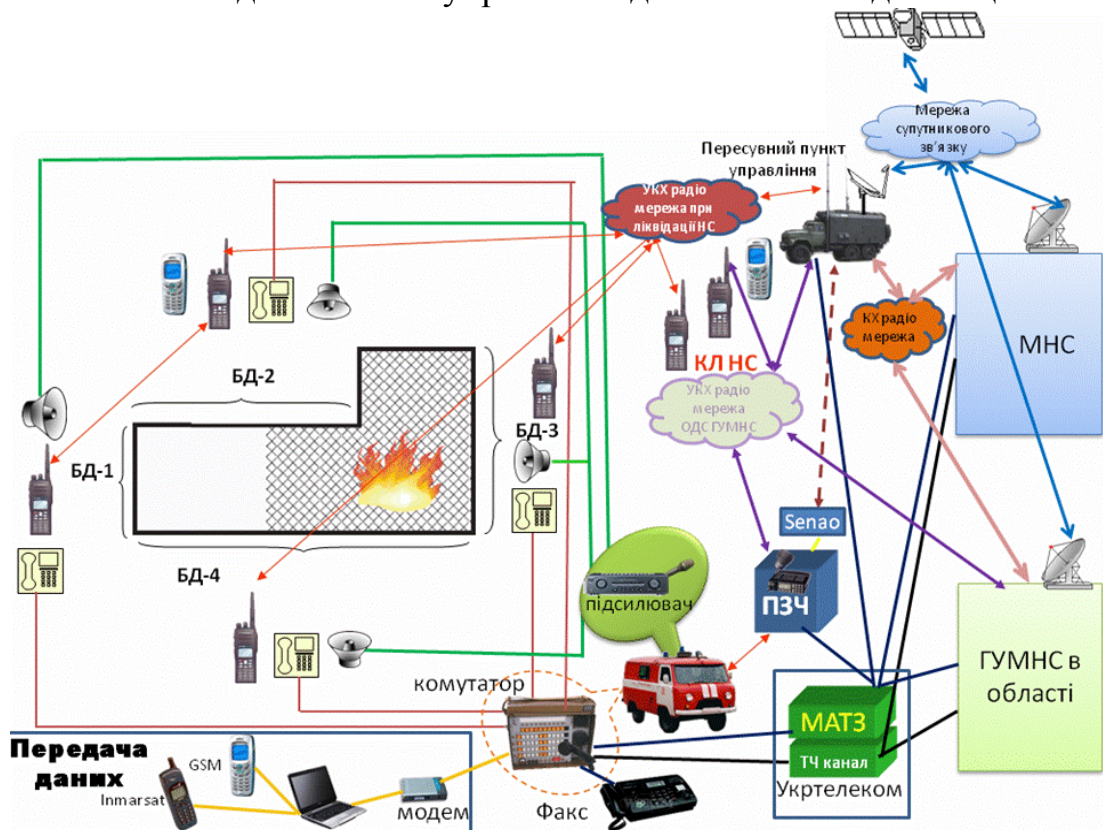 Мережа
супутникового
зв'язку
Пересувний пункт
управління
УКХ радіо
мережа при
ліквідації НС
КХ радіо
мережа
МНС
КЛ НС
УКХ радіо
мережа
ОДС ГУМНС
БД-2
БД-1
БД-3
БД-4
Senao
підсилювач
ПЗЧ
ГУМНС в
області
комутатор
МАТЗ
ТЧ канал
Укртелеком
Передача
даних
GSM
Inmarsat
модем
Факс